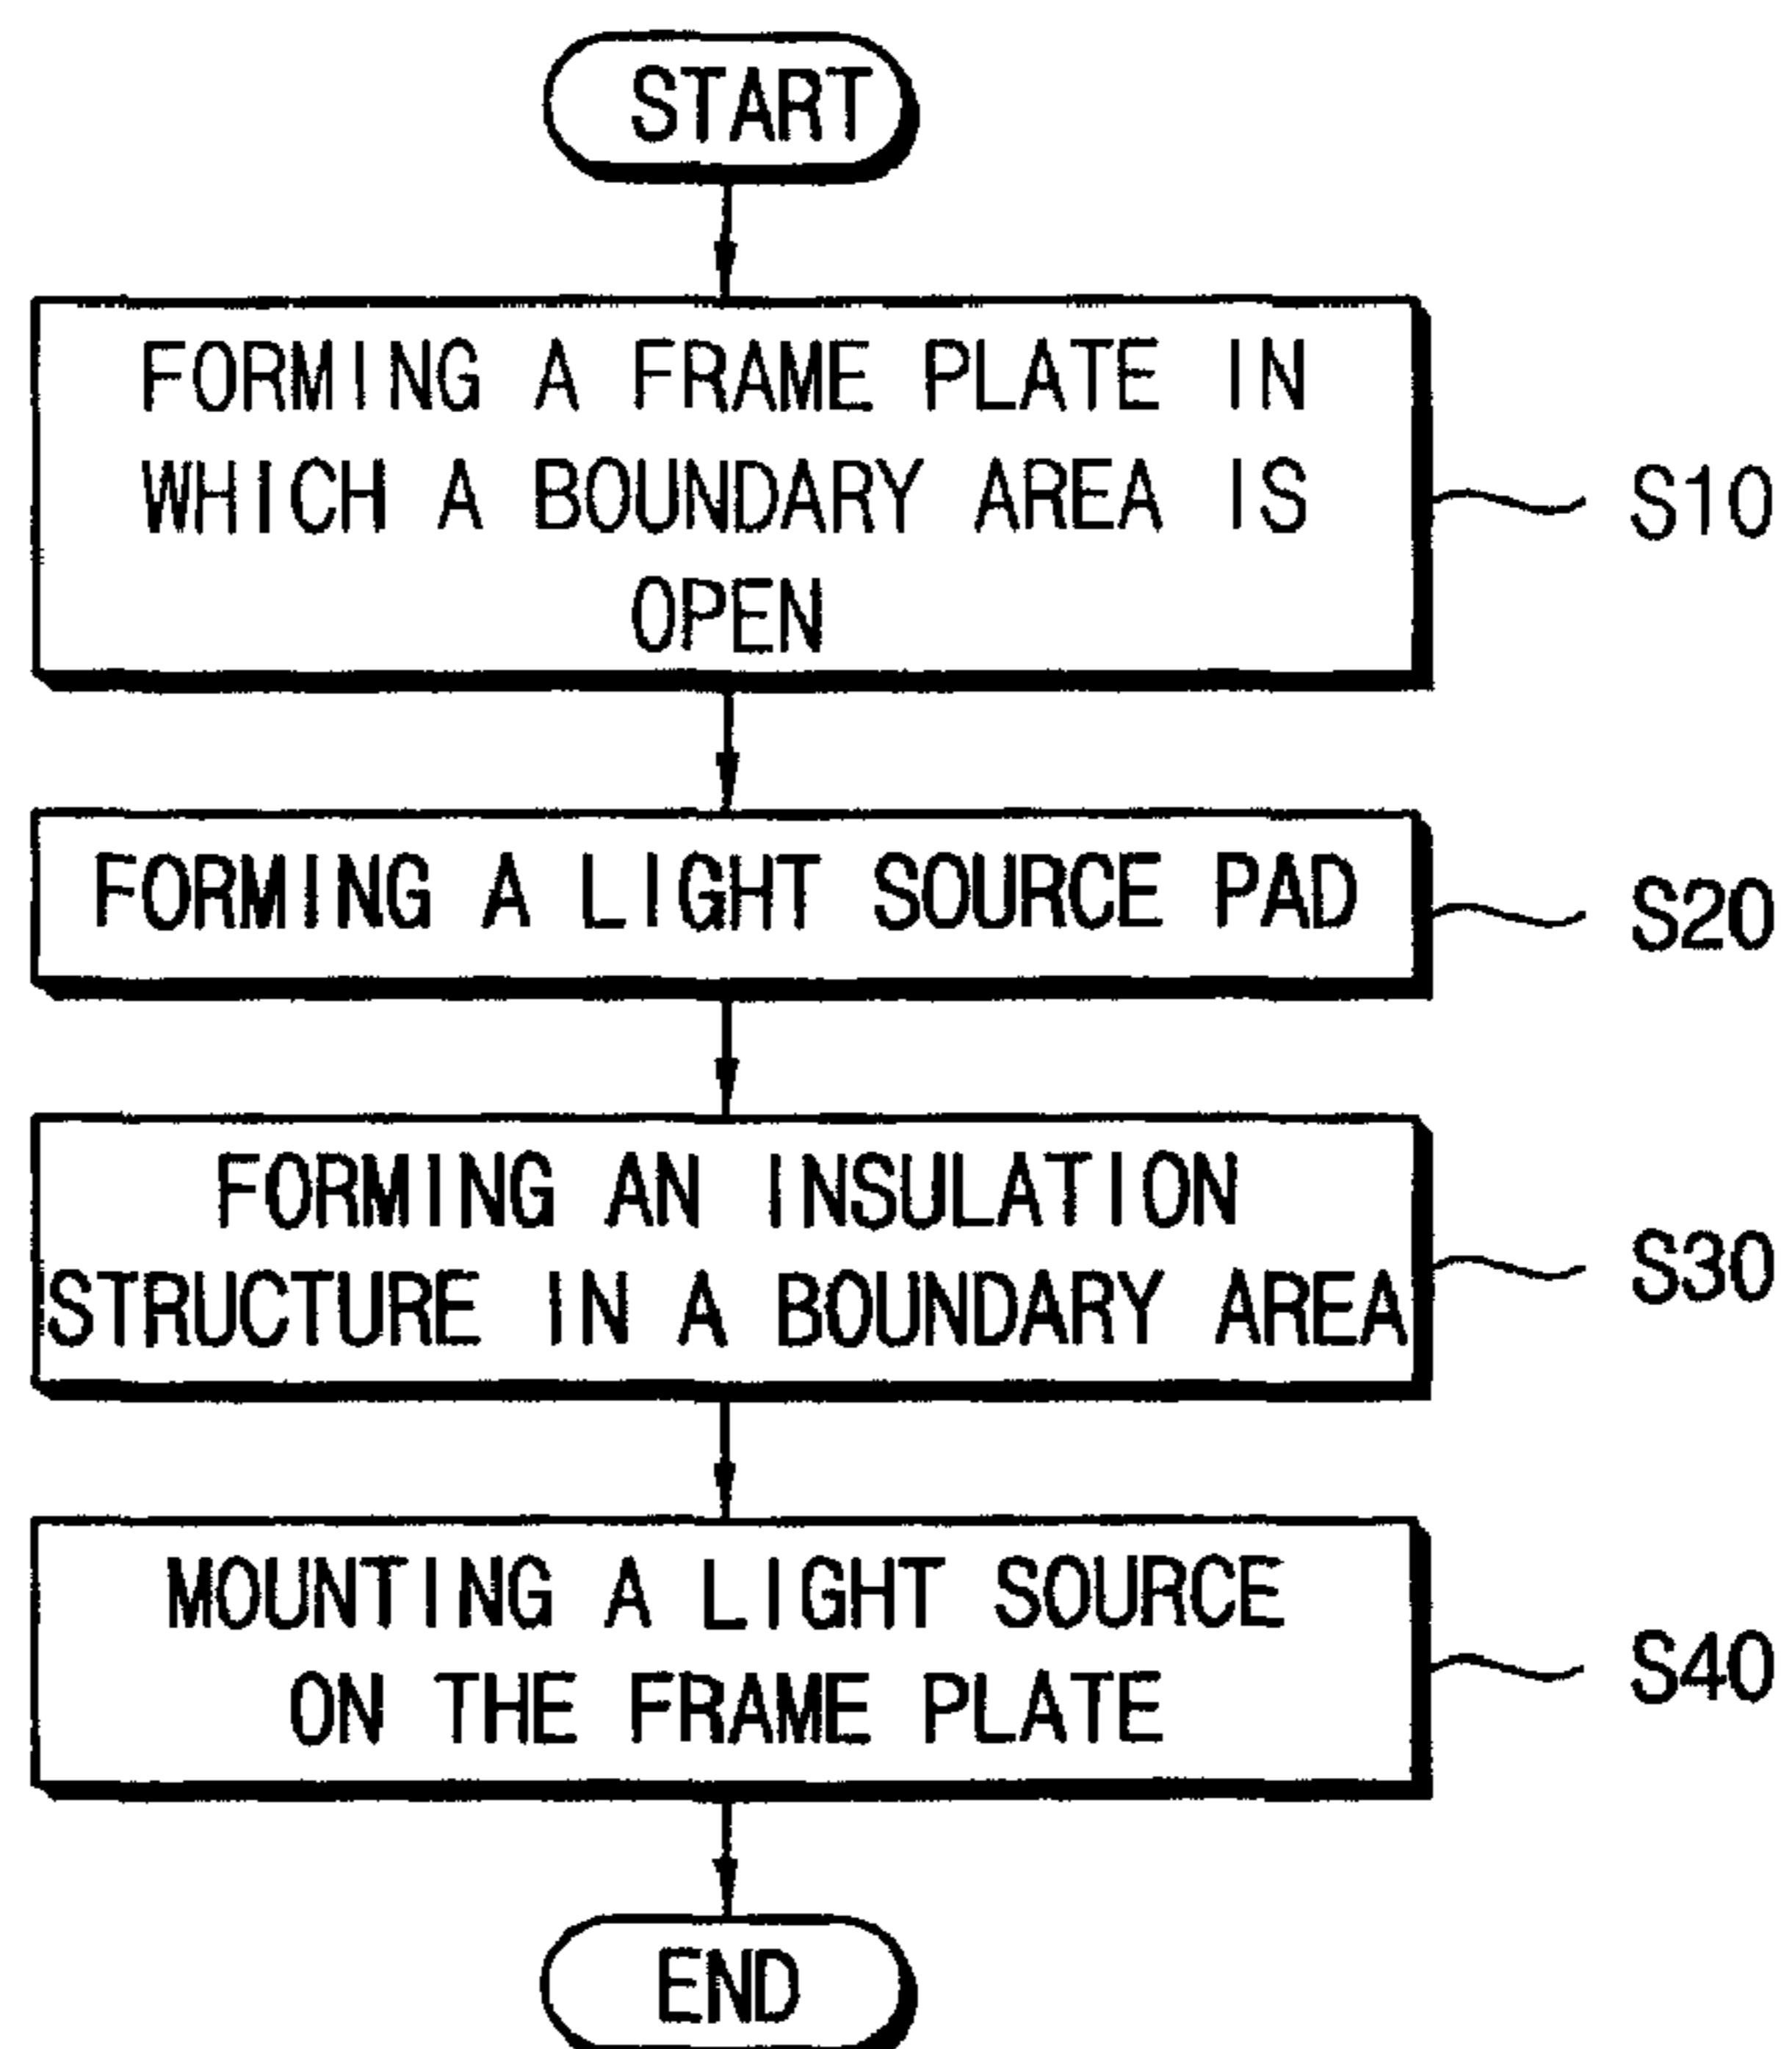 START
FORMING A FRAME PLATE IN
WHICH A BOUNDARY AREA IS
OPEN
S10
FORMING A LIGHT SOURCE PAD
S20
FORMING AN INSULATION
STRUCTURE IN A BOUNDARY AREA
S30
MOUNTING A LIGHT SOURCE
ON THE FRAME PLATE
S40
END